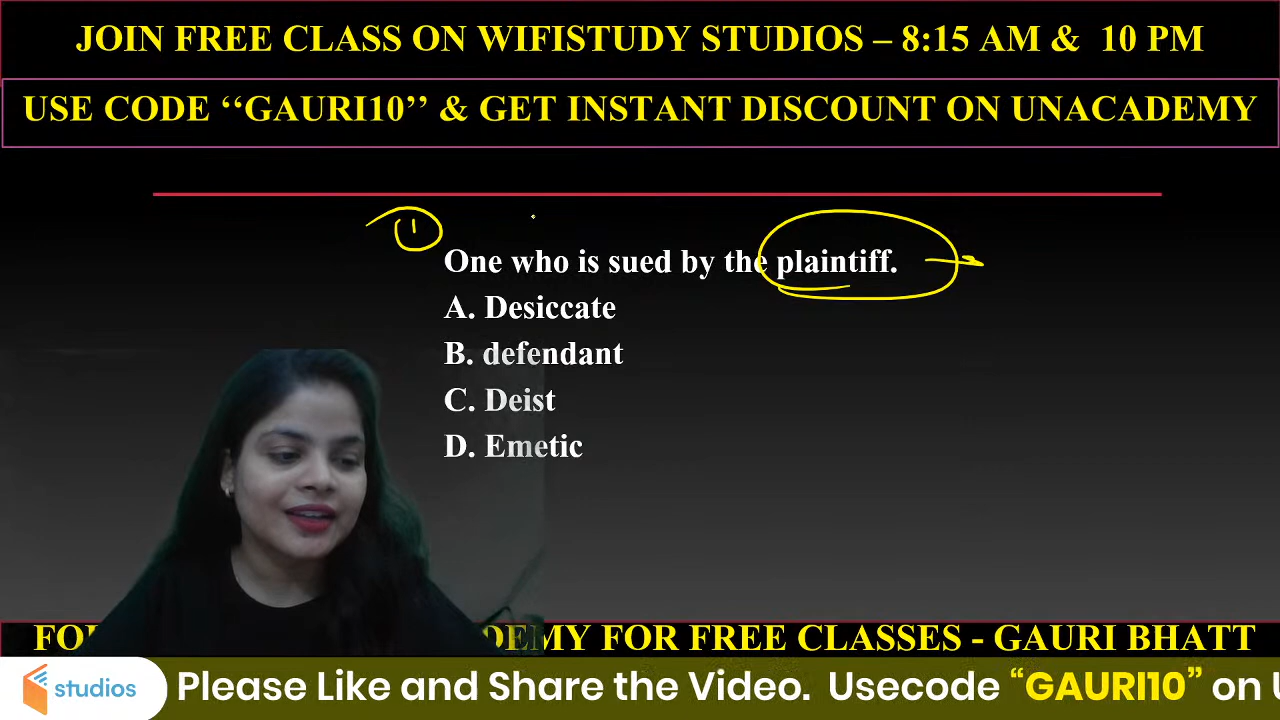 JOIN FREE CLASS ON WIFISTUDY STUDIOS – 8:15 AM & 10 PM
USE CODE ‘‘GAURI10’’ & GET INSTANT DISCOUNT ON UNACADEMY
1
One who is sued by the plaintiff.
A. Desiccate
B. defendant
C. Deist
D. Emetic
FOR FREE CLASSES - GAURI BHATT
studios Please Like and Share the Video. Usecode “GAURI10” on